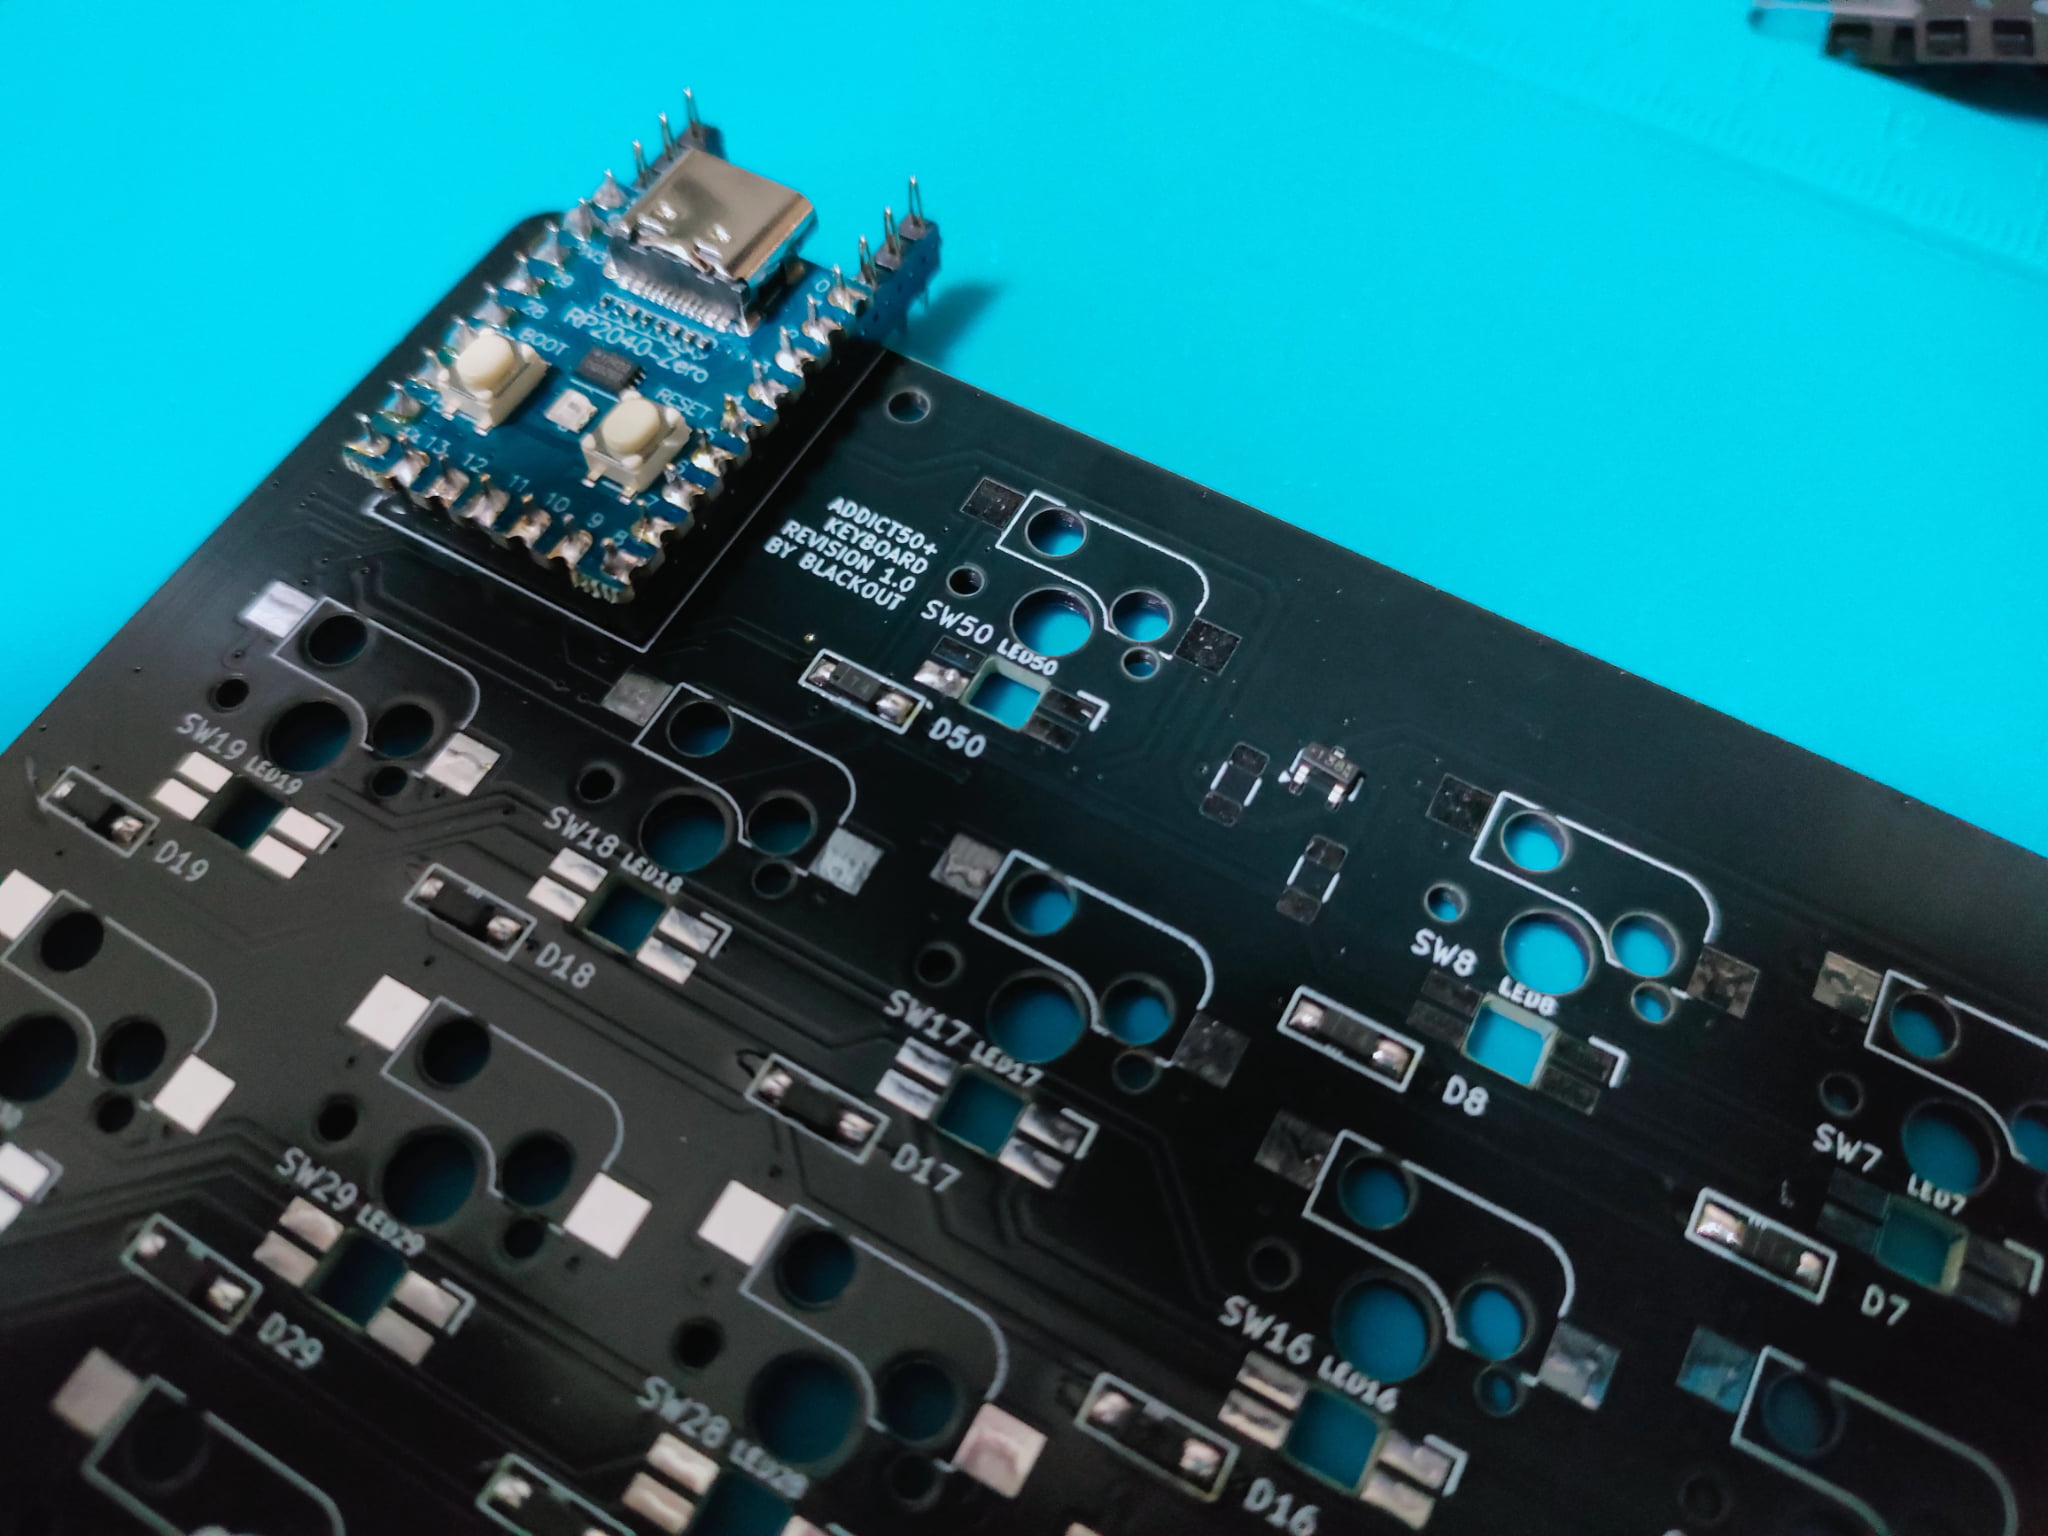 29
28
BOOT
RP2040-Zero
RESET
0
13
12
11
10
9
8
7
6
5
ADDICT50+
KEYBOARD
REVISION 1.0
BY BLACKOUT
SW50
LED50
D50
SW19
LED19
D19
SW18
LED18
D18
SW17
LED17
D17
SW8
LED8
D8
SW7
LED7
D7
SW29
LED29
D29
SW28
LED28
SW16
LED16
D16